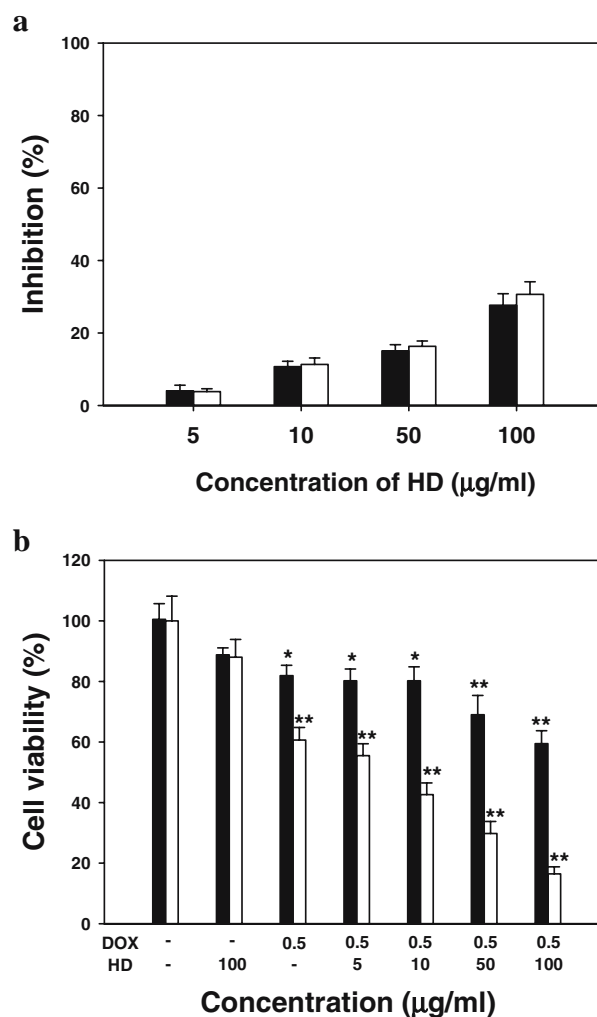 a
100
80
60
40
20
0
Inhibition (%)
5 10 50 100
Concentration of HD (µg/ml)
b
120
100
80
60
40
20
0
Cell viability (%)
* ** * ** * ** ** ** ** **
DOX - - 0.5 0.5 0.5 0.5 0.5
HD - 100 - 5 10 50 100
Concentration (µg/ml)